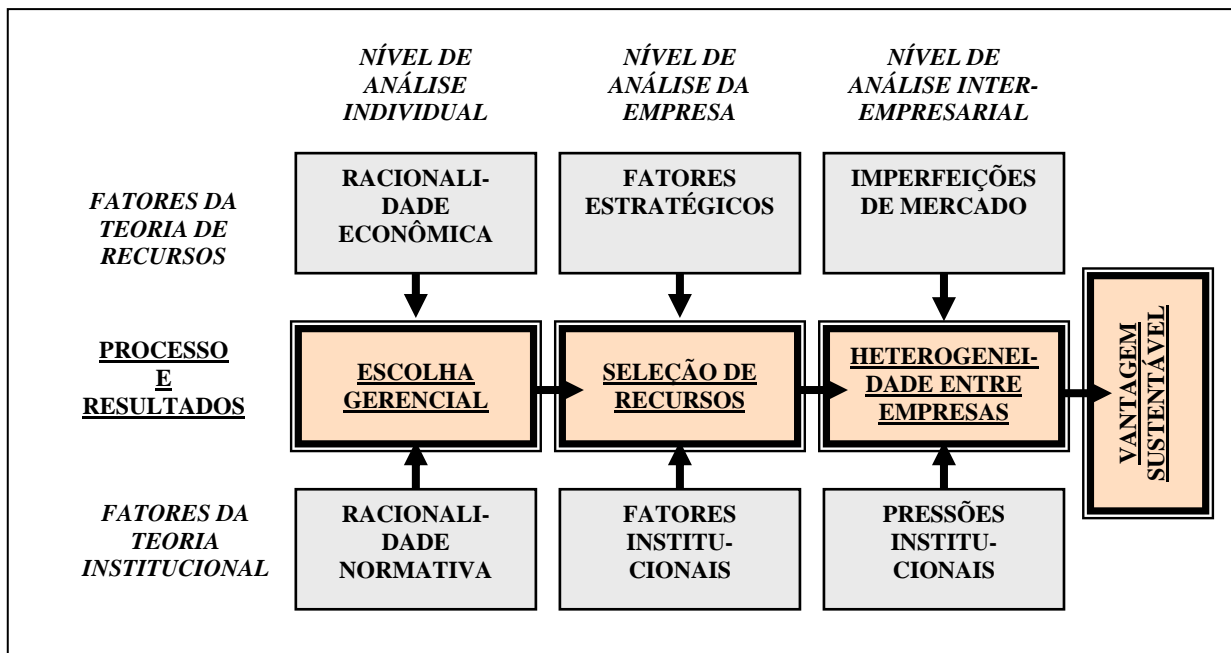 NÍVEL DE
ANÁLISE
INDIVIDUAL
NÍVEL DE
ANÁLISE DA
EMPRESA
NÍVEL DE
ANÁLISE INTER-
EMPRESARIAL
FATORES DA
TEORIA DE
RECURSOS
RACIONALI-
DADE
ECONÔMICA
FATORES
ESTRATÉGICOS
IMPERFEIÇÕES
DE MERCADO
PROCESSO
E
RESULTADOS
ESCOLHA
GERENCIAL
SELEÇÃO DE
RECURSOS
HETEROGENEI-
DADE ENTRE
EMPRESAS
VANTAGEM
SUSTENTÁVEL
FATORES DA
TEORIA
INSTITUCIONAL
RACIONALI-
DADE
NORMATIVA
FATORES
INSTITU-
CIONAIS
PRESSÕES
INSTITU-
CIONAIS